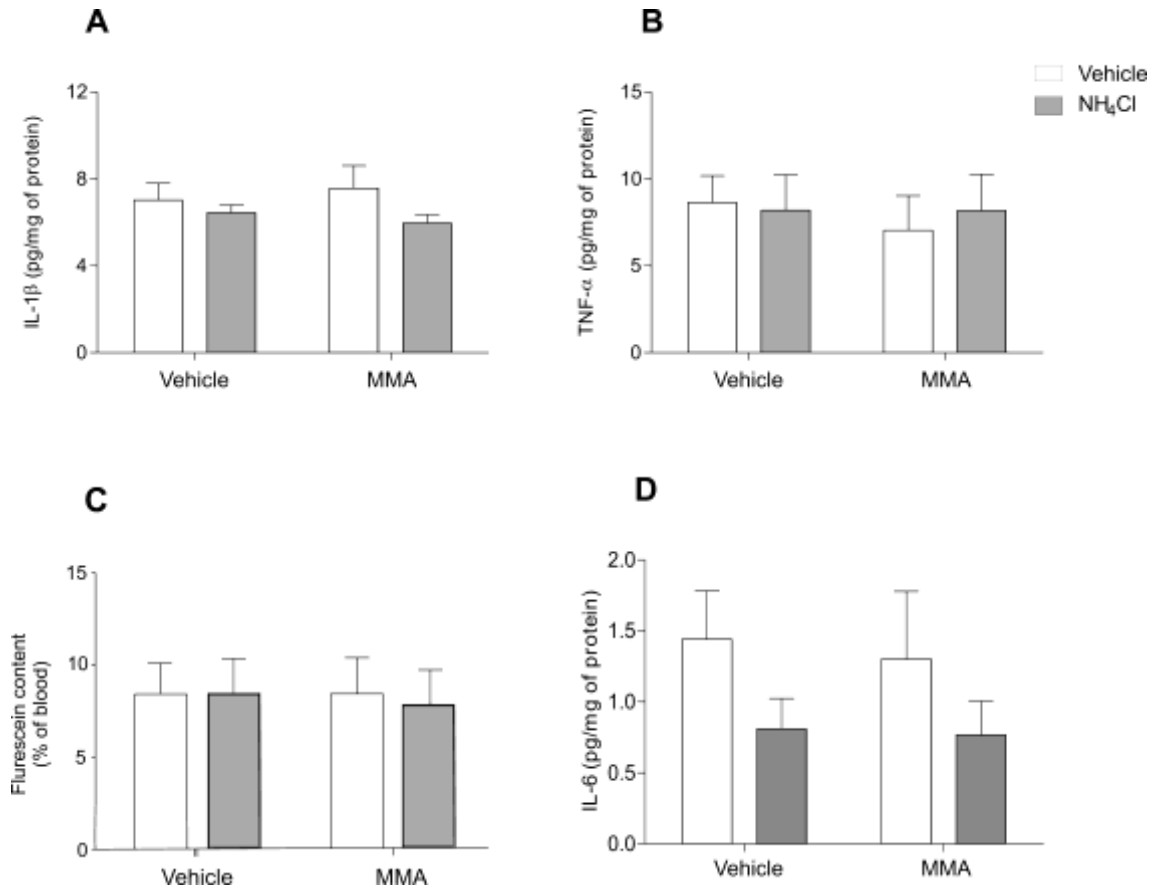 A
IL-1β (pg/mg of protein)
12
8
4
0
Vehicle
MMA
B
TNF-α (pg/mg of protein)
15
10
5
0
Vehicle
MMA
Vehicle
NH₄Cl
C
Flurescein content
(% of blood)
15
10
5
0
Vehicle
MMA
D
IL-6 (pg/mg of protein)
2.0
1.5
1.0
0.5
0.0
Vehicle
MMA